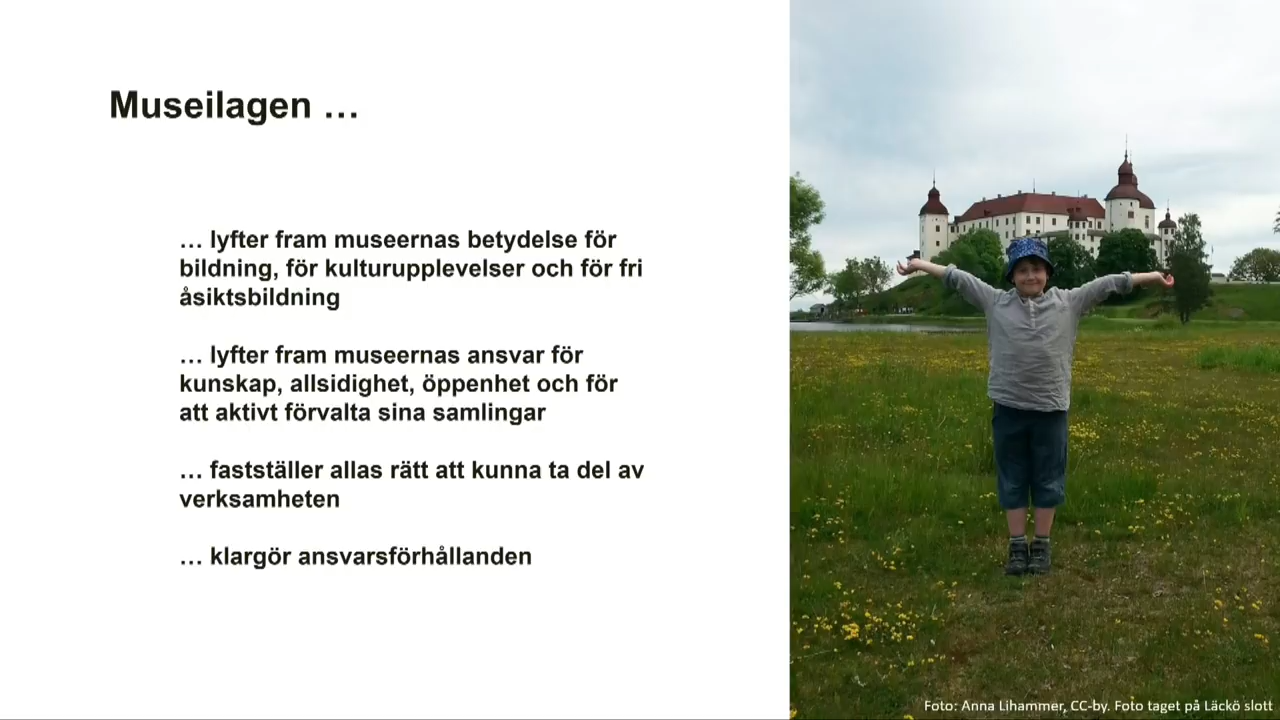 Museilagen …
… lyfter fram museernas betydelse för
bildning, för kulturupplevelser och för fri
åsiktsbildning
… lyfter fram museernas ansvar för
kunskap, allsidighet, öppenhet och för
att aktivt förvalta sina samlingar
… fastställer allas rätt att kunna ta del av
verksamheten
… klargör ansvarsförhållanden
Foto: Anna Lihammer, CC-by. Foto taget på Läckö slott